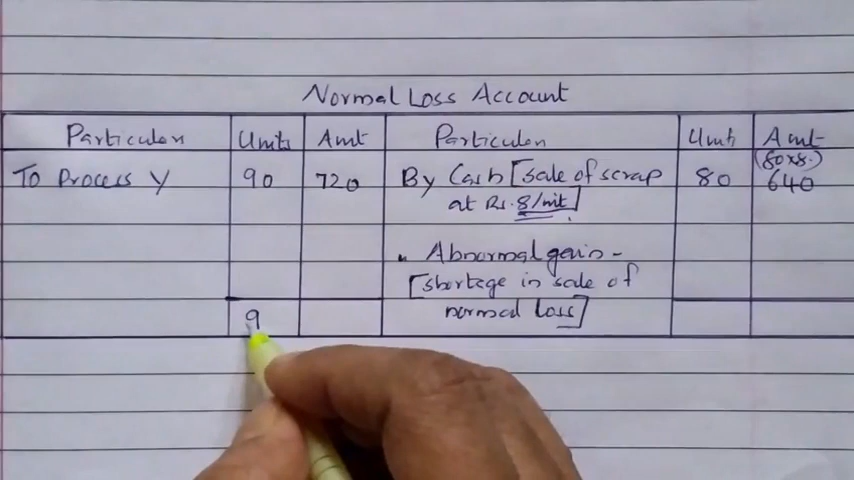 Normal Loss Account
Particulars Units Amt Particulars Units Amt
(80x8.)
To Process Y 90 720 By Cash [sale of scrap 80 640
at Rs. 8/unit]
Abnormal gain -
[shortage in sale of
normal Loss]
9